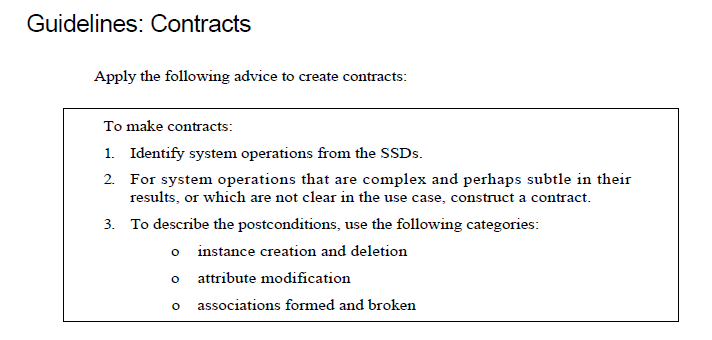 Guidelines: Contracts
Apply the following advice to create contracts:
To make contracts:
1. Identify system operations from the SSDs.
2. For system operations that are complex and perhaps subtle in their
results, or which are not clear in the use case, construct a contract.
3. To describe the postconditions, use the following categories:
o instance creation and deletion
o attribute modification
o associations formed and broken